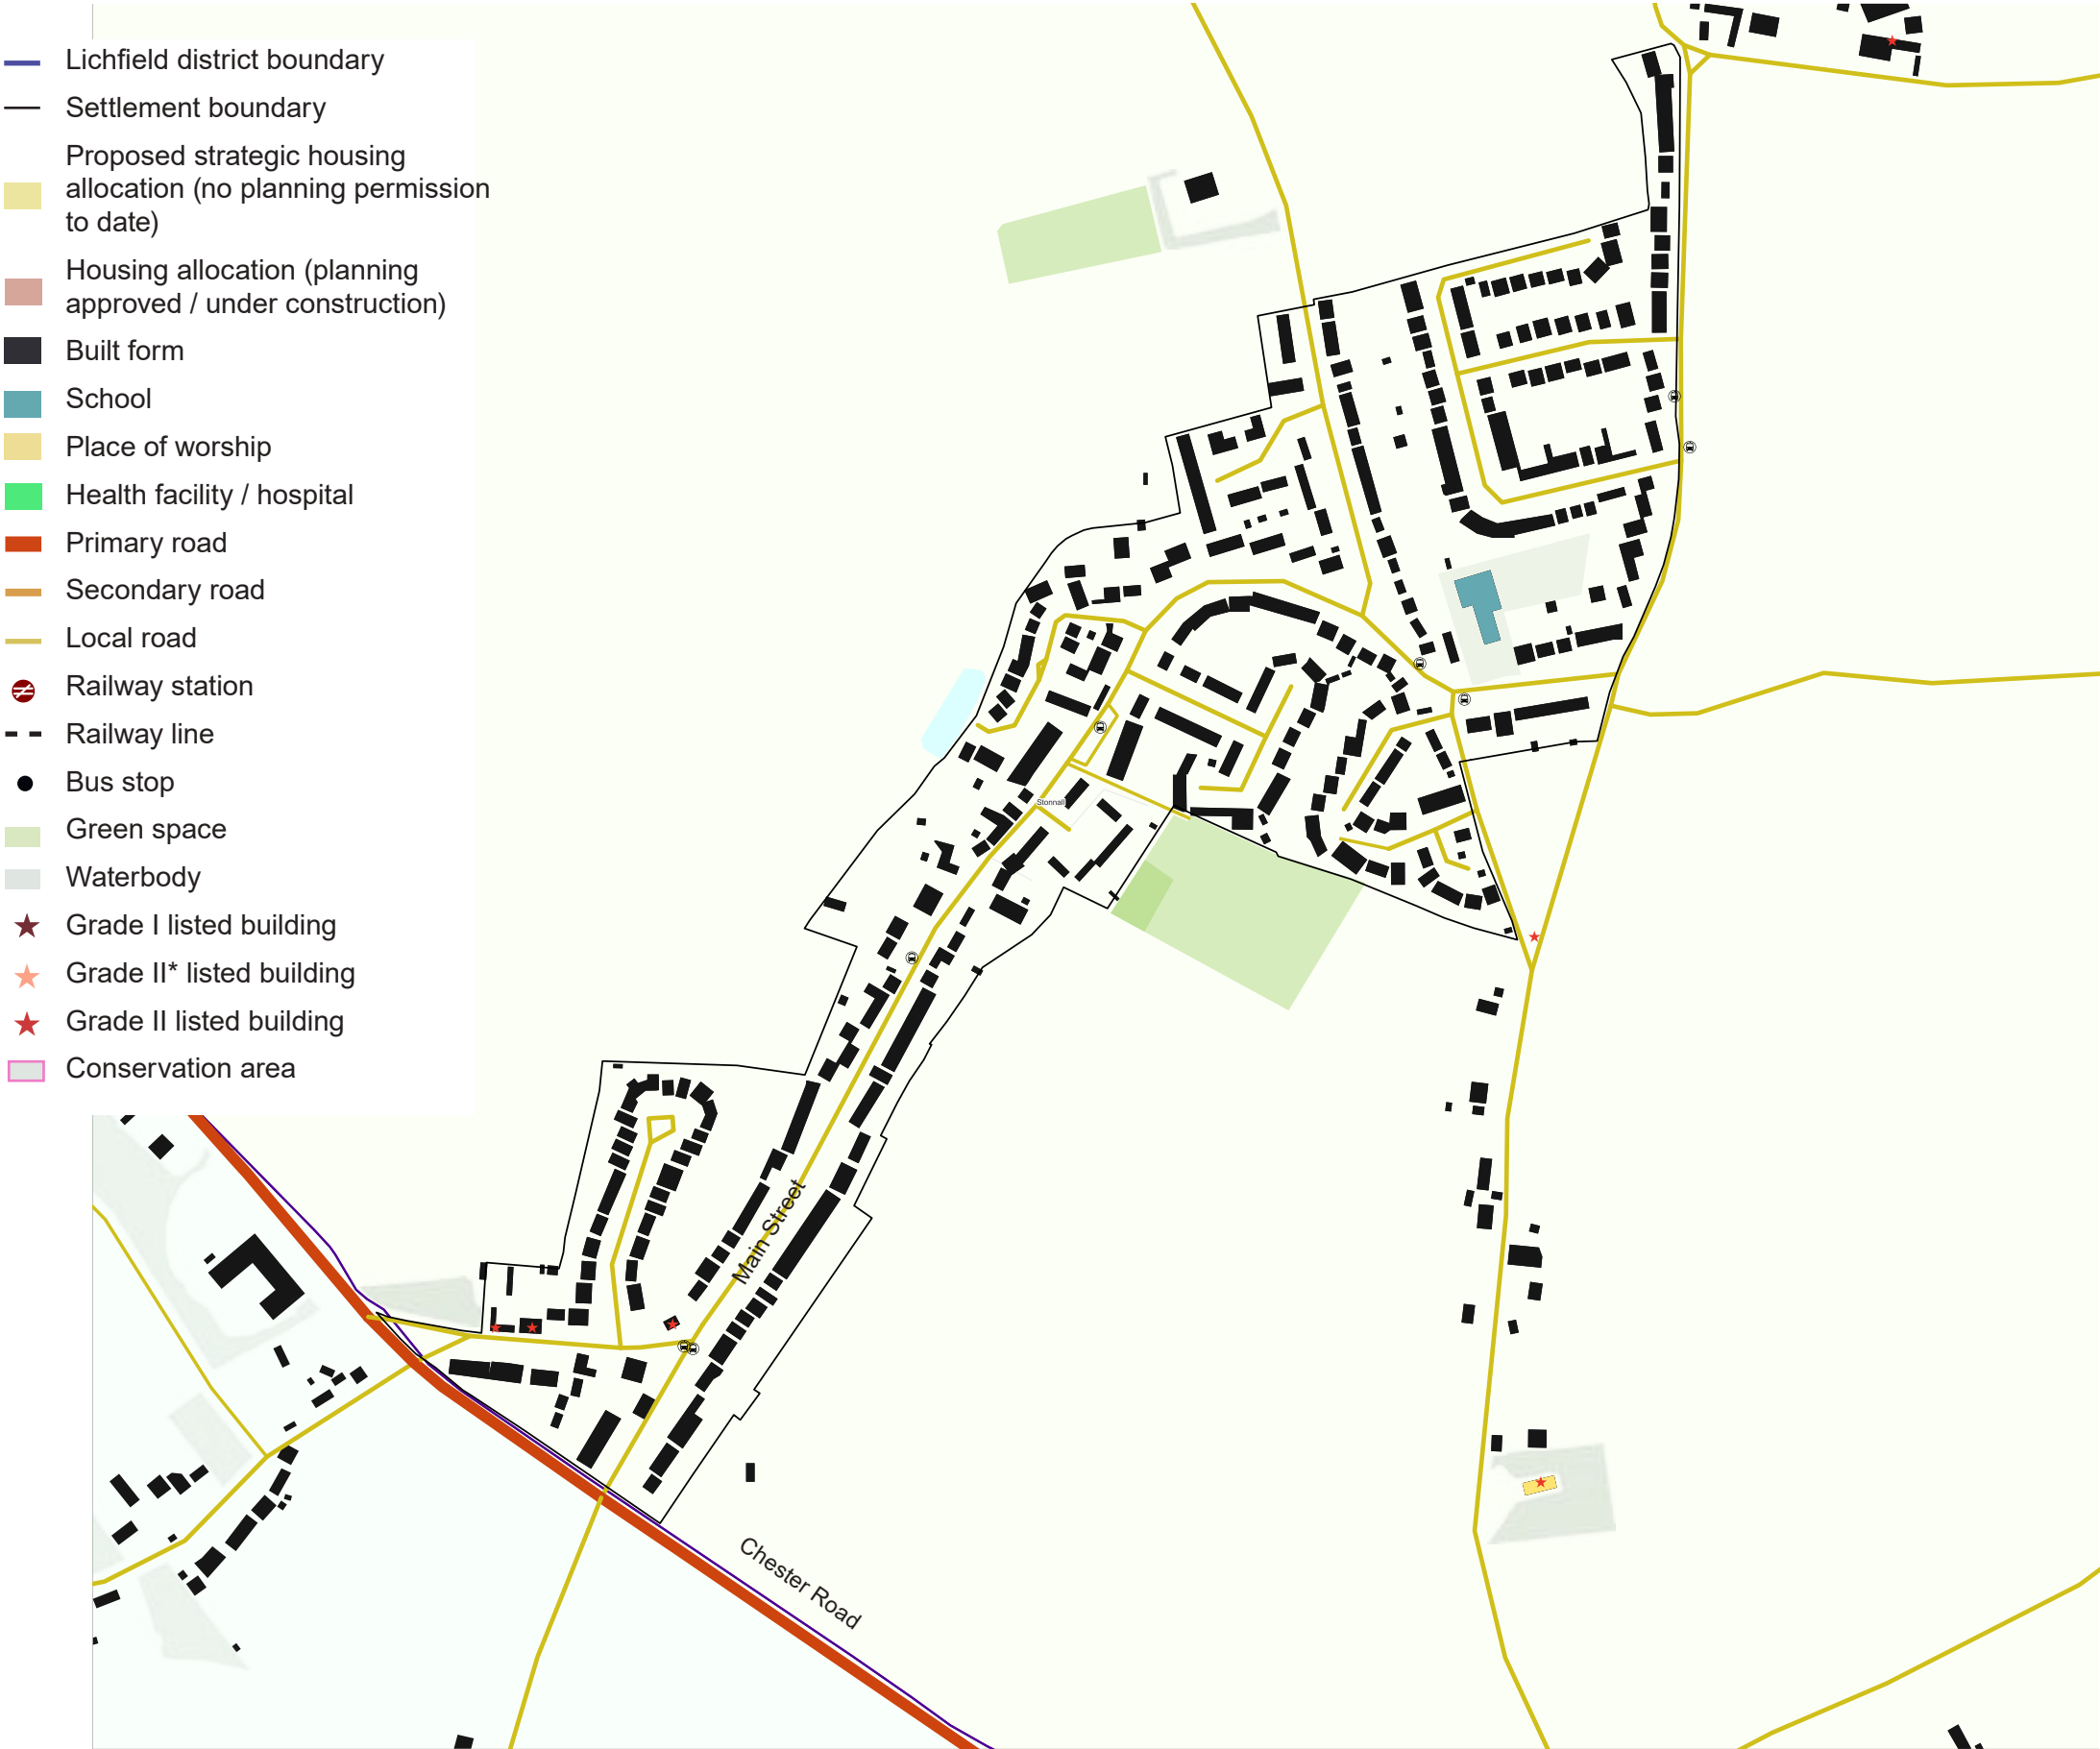 Lichfield district boundary
Settlement boundary
Proposed strategic housing
allocation (no planning permission
to date)
Housing allocation (planning
approved / under construction)
Built form
School
Place of worship
Health facility / hospital
Primary road
Secondary road
Local road
Railway station
Railway line
Bus stop
Green space
Waterbody
Grade I listed building
Grade II* listed building
Grade II listed building
Conservation area
Stonnall
Main Street
Chester Road